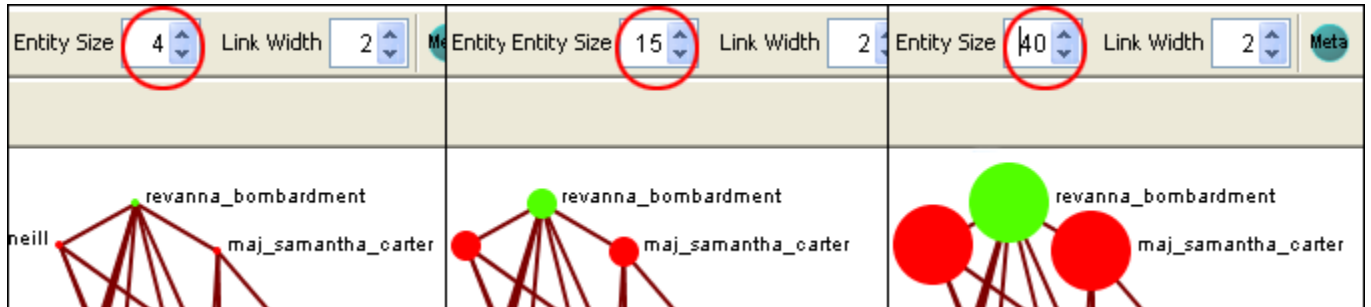 Entity Size 4 Link Width 2 Me
Entity Entity Size 15 Link Width 2
Entity Size 40 Link Width 2 Meta
revanna_bombardment
neill
maj_samantha_carter
revanna_bombardment
maj_samantha_carter
revanna_bombardment
maj_samantha_carter